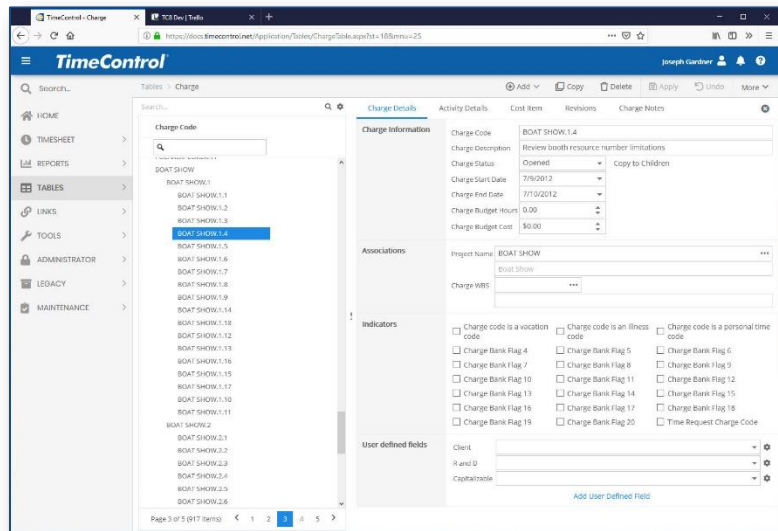 TimeControl - Charge
TCB Dev | Trello
https://docs.timecontrol.net/Application/Tables/ChargeTable.aspx?st=188&mnu=25
TimeControl
Joseph Gardner
Search...
HOME
TIMESHEET
REPORTS
TABLES
LINKS
TOOLS
ADMINISTRATOR
LEGACY
MAINTENANCE
Tables > Charge
Add
Copy
Delete
Apply
Undo
More
Search...
Charge Code
BOAT SHOW
BOAT SHOW.1
BOAT SHOW.1.1
BOAT SHOW.1.2
BOAT SHOW.1.3
BOAT SHOW.1.4
BOAT SHOW.1.5
BOAT SHOW.1.6
BOAT SHOW.1.7
BOAT SHOW.1.8
BOAT SHOW.1.9
BOAT SHOW.1.14
BOAT SHOW.1.18
BOAT SHOW.1.12
BOAT SHOW.1.13
BOAT SHOW.1.16
BOAT SHOW.1.15
BOAT SHOW.1.17
BOAT SHOW.1.10
BOAT SHOW.1.11
BOAT SHOW.2
BOAT SHOW.2.1
BOAT SHOW.2.2
BOAT SHOW.2.3
BOAT SHOW.2.4
BOAT SHOW.2.5
BOAT SHOW.2.6
Page 3 of 5 (917 items) < 1 2 3 4 5 >
Charge Details
Activity Details
Cost Item
Revisions
Charge Notes
Charge Information
Charge Code BOAT SHOW.1.4
Charge Description Review booth resource number limitations
Charge Status Opened Copy to Children
Charge Start Date 7/9/2012
Charge End Date 7/10/2012
Charge Budget Hours 0.00
Charge Budget Cost $0.00
Associations
Project Name BOAT SHOW ...
Boat Show
Charge WBS ...
Indicators
Charge code is a vacation code
Charge code is an illness code
Charge code is a personal time code
Charge Bank Flag 4 Charge Bank Flag 5 Charge Bank Flag 6
Charge Bank Flag 7 Charge Bank Flag 8 Charge Bank Flag 9
Charge Bank Flag 10 Charge Bank Flag 11 Charge Bank Flag 12
Charge Bank Flag 13 Charge Bank Flag 14 Charge Bank Flag 15
Charge Bank Flag 16 Charge Bank Flag 17 Charge Bank Flag 18
Charge Bank Flag 19 Charge Bank Flag 20 Time Request Charge Code
User defined fields
Client
R and D
Capitalizable
Add User Defined Field